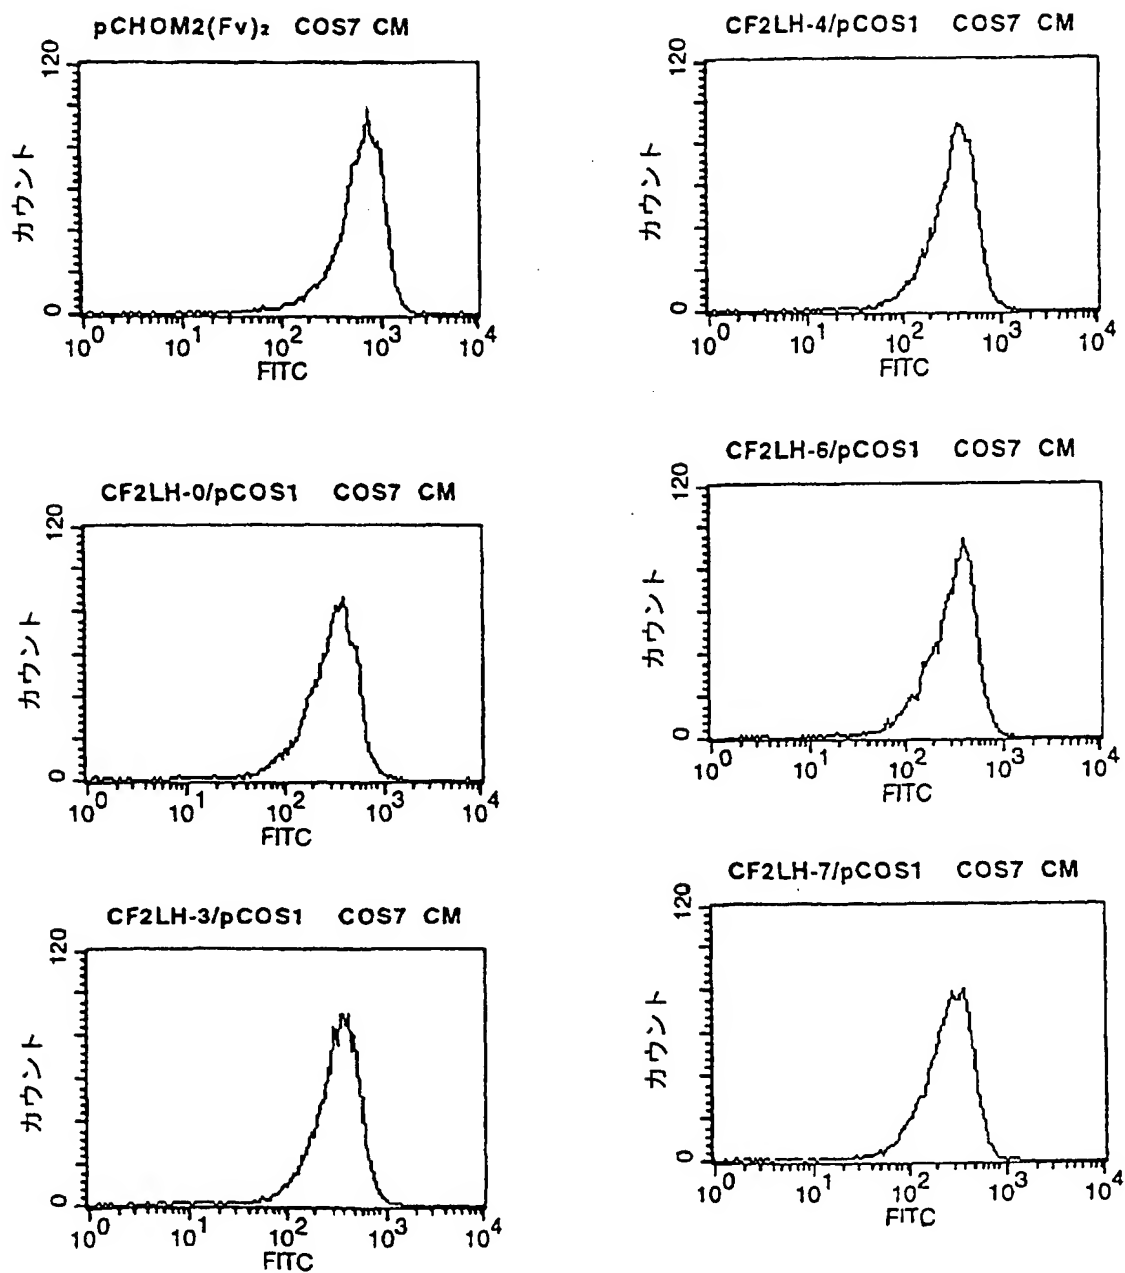 pCHOM2(Fv)₂ COS7 CM
120
カウント
0
10⁰ 10¹ 10² 10³ 10⁴
FITC
CF2LH-0/pCOS1 COS7 CM
120
カウント
0
10⁰ 10¹ 10² 10³ 10⁴
FITC
CF2LH-3/pCOS1 COS7 CM
120
カウント
0
10⁰ 10¹ 10² 10³ 10⁴
FITC
CF2LH-4/pCOS1 COS7 CM
120
カウント
0
10⁰ 10¹ 10² 10³ 10⁴
FITC
CF2LH-6/pCOS1 COS7 CM
120
カウント
0
10⁰ 10¹ 10² 10³ 10⁴
FITC
CF2LH-7/pCOS1 COS7 CM
120
カウント
0
10⁰ 10¹ 10² 10³ 10⁴
FITC